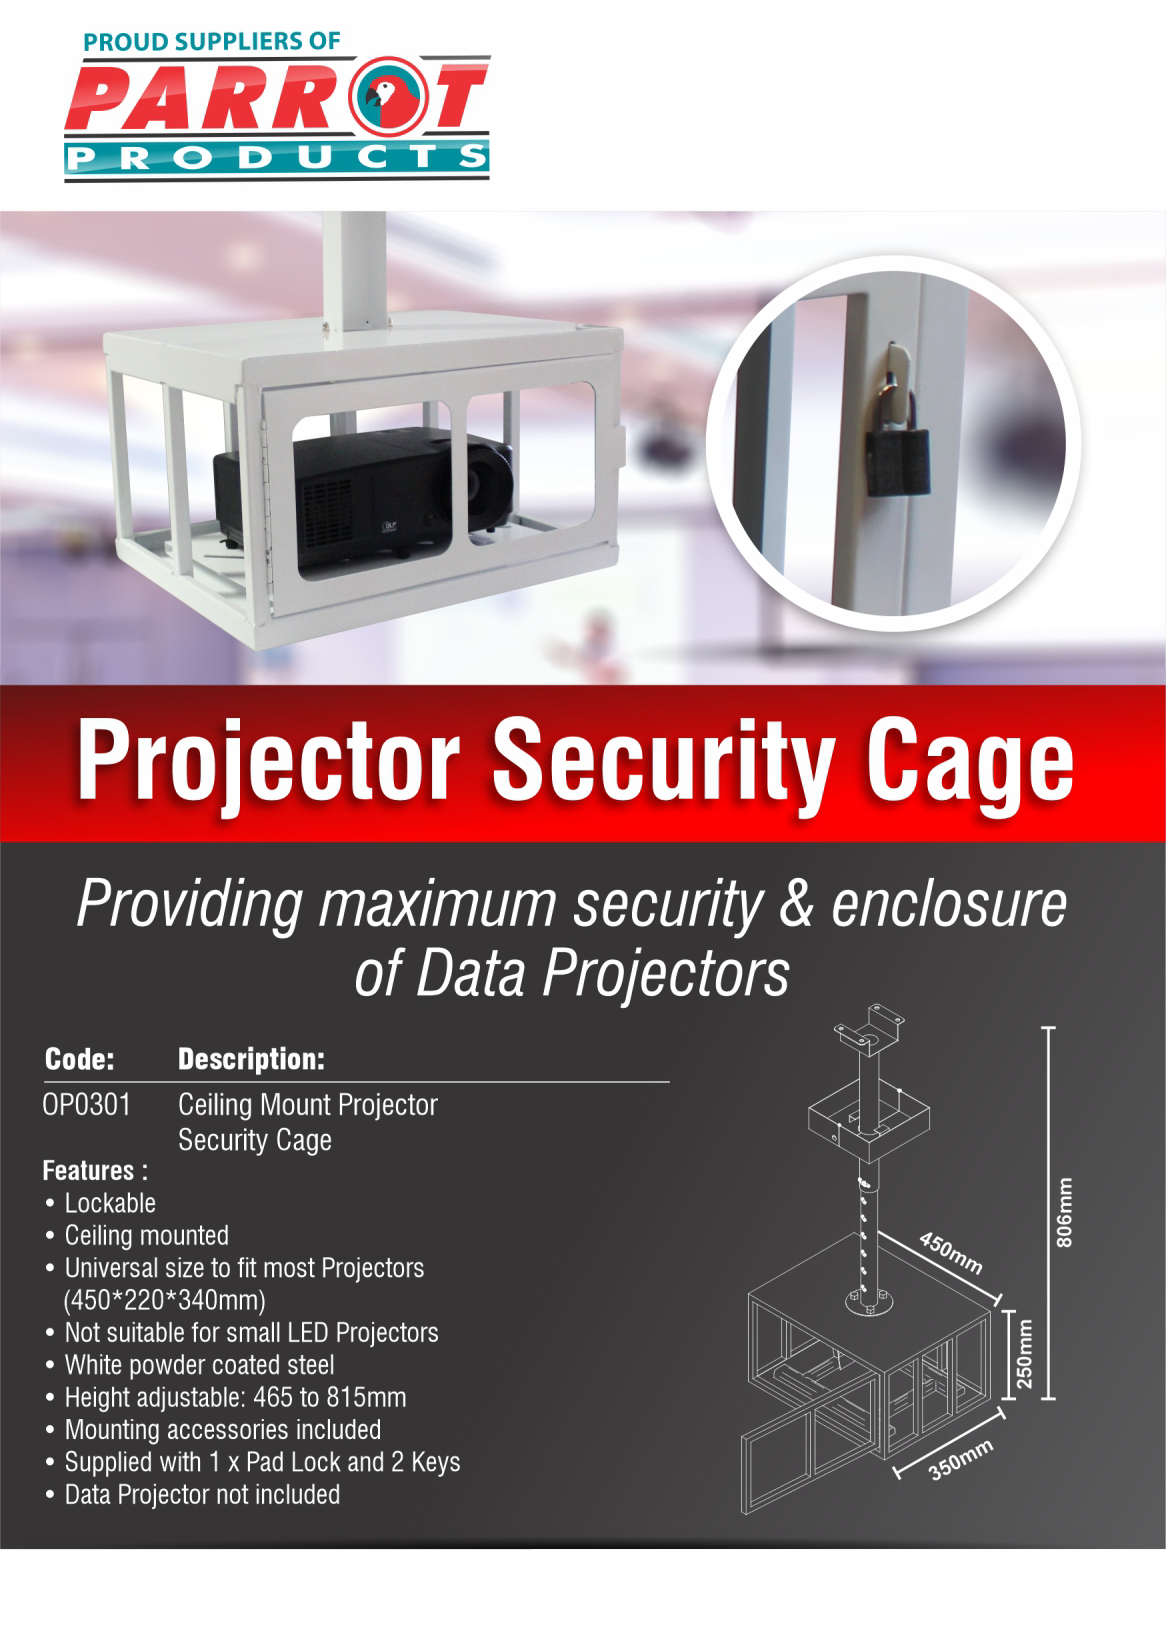 PROUD SUPPLIERS OF
PARROT
PRODUCTS
DLP
Projector Security Cage
Providing maximum security & enclosure
of Data Projectors
Code: Description:
OP0301 Ceiling Mount Projector
Security Cage
Features :
• Lockable
• Ceiling mounted
• Universal size to fit most Projectors
(450*220*340mm)
• Not suitable for small LED Projectors
• White powder coated steel
• Height adjustable: 465 to 815mm
• Mounting accessories included
• Supplied with 1 x Pad Lock and 2 Keys
• Data Projector not included
806mm
450mm
250mm
350mm